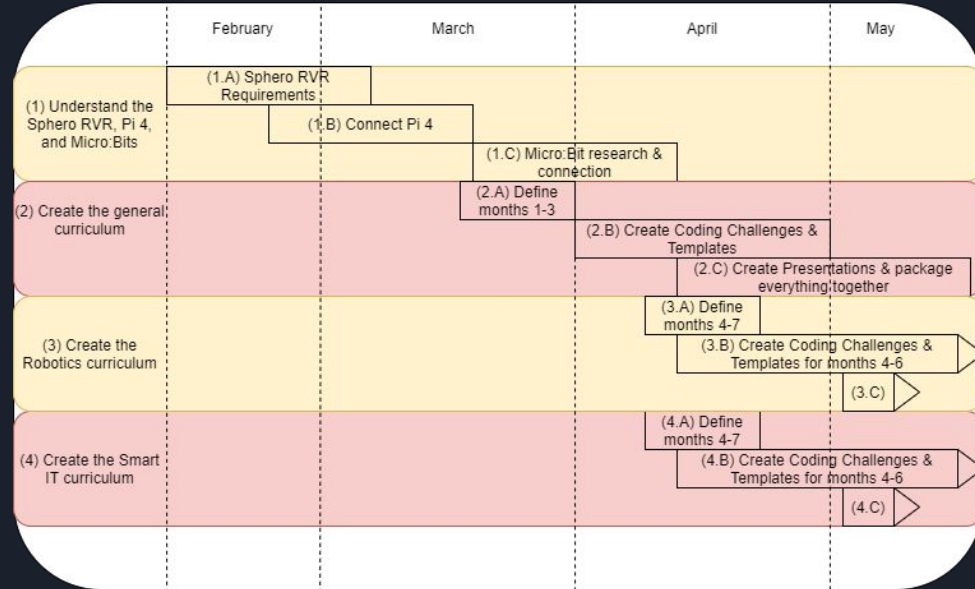 February
March
April
May
(1) Understand the
Sphero RVR, Pi 4,
and Micro:Bits
(1.A) Sphero RVR
Requirements
(1.B) Connect Pi 4
(1.C) Micro:Bit research &
connection
(2) Create the general
curriculum
(2.A) Define
months 1-3
(2.B) Create Coding Challenges &
Templates
(2.C) Create Presentations & package
everything together
(3) Create the
Robotics curriculum
(3.A) Define
months 4-7
(3.B) Create Coding Challenges &
Templates for months 4-6
(3.C)
(4) Create the Smart
IT curriculum
(4.A) Define
months 4-7
(4.B) Create Coding Challenges &
Templates for months 4-6
(4.C)